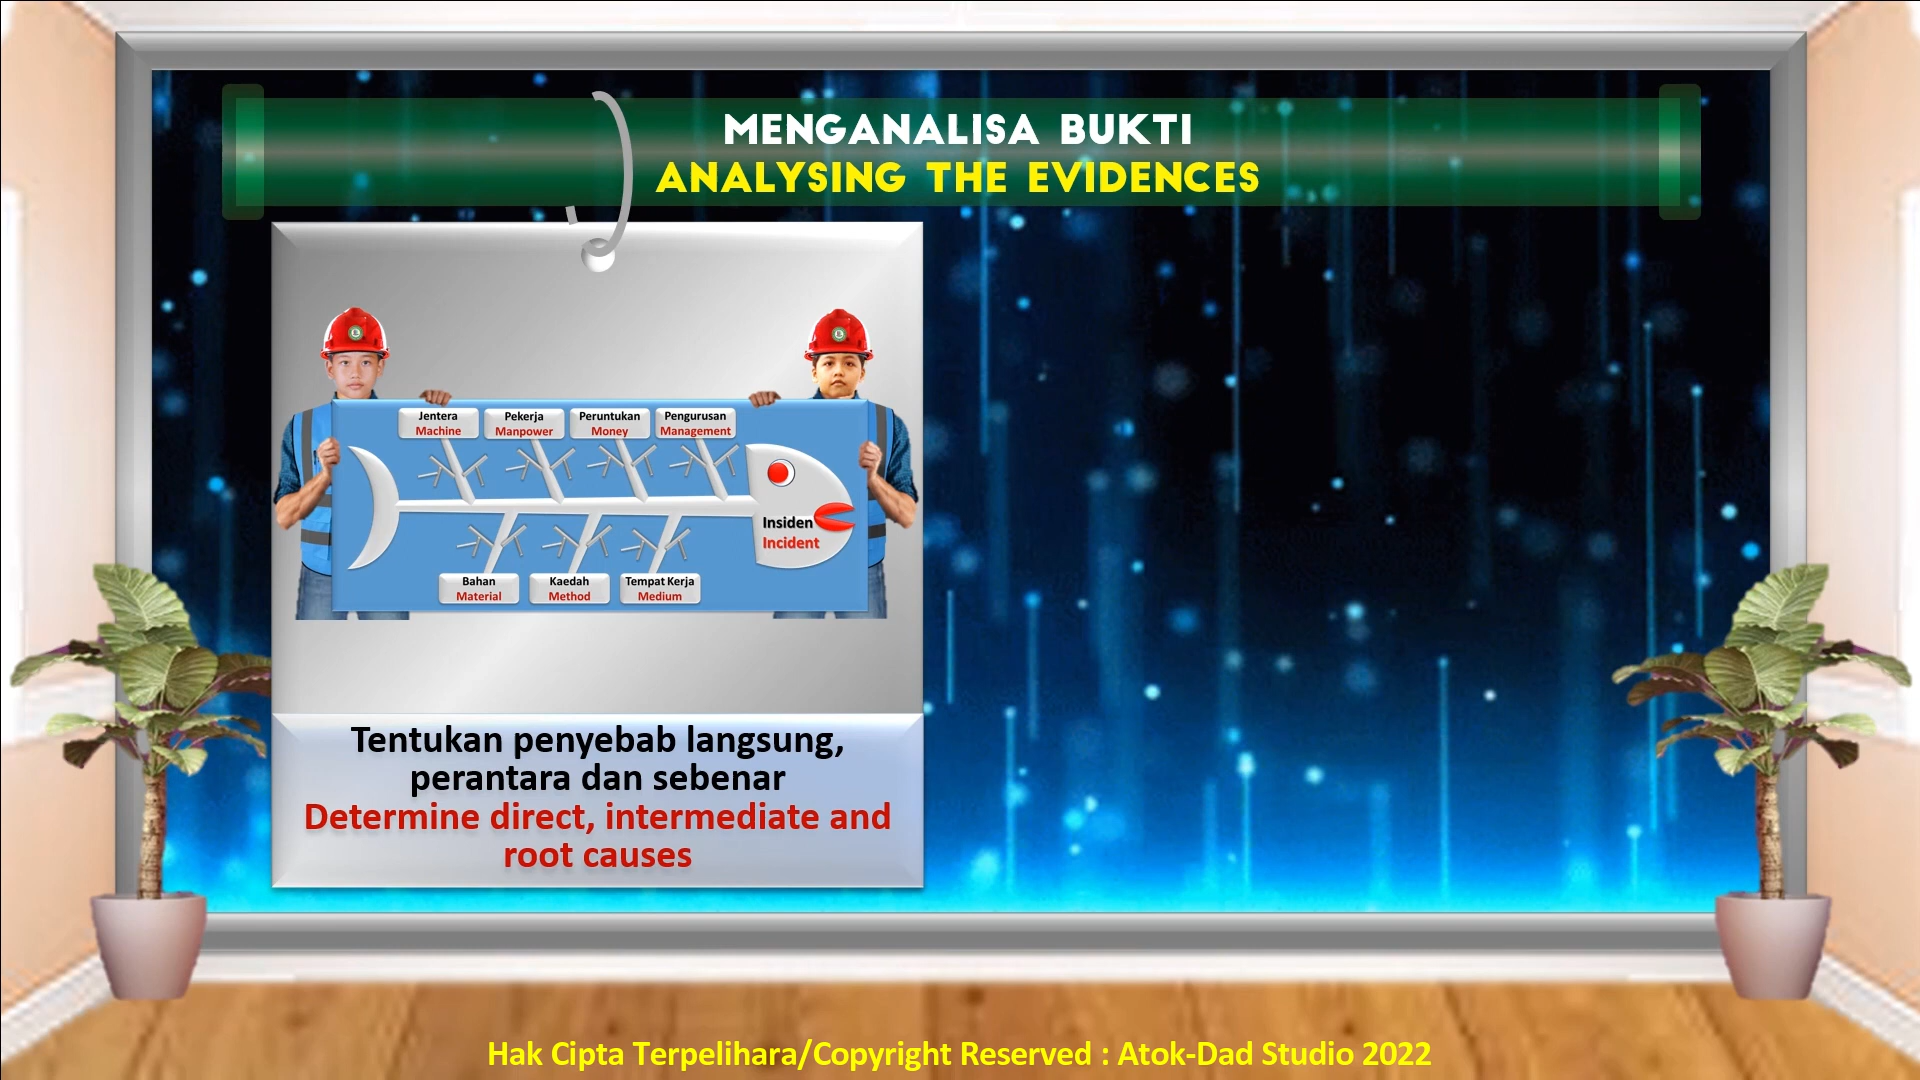 MENGANALISA BUKTI
ANALYSING THE EVIDENCES
Jentera
Machine
Pekerja
Manpower
Peruntukan
Money
Pengurusan
Management
Insiden
Incident
Bahan
Material
Kaedah
Method
Tempat Kerja
Medium
Tentukan penyebab langsung,
perantara dan sebenar
Determine direct, intermediate and
root causes
Hak Cipta Terpelihara/Copyright Reserved : Atok-Dad Studio 2022